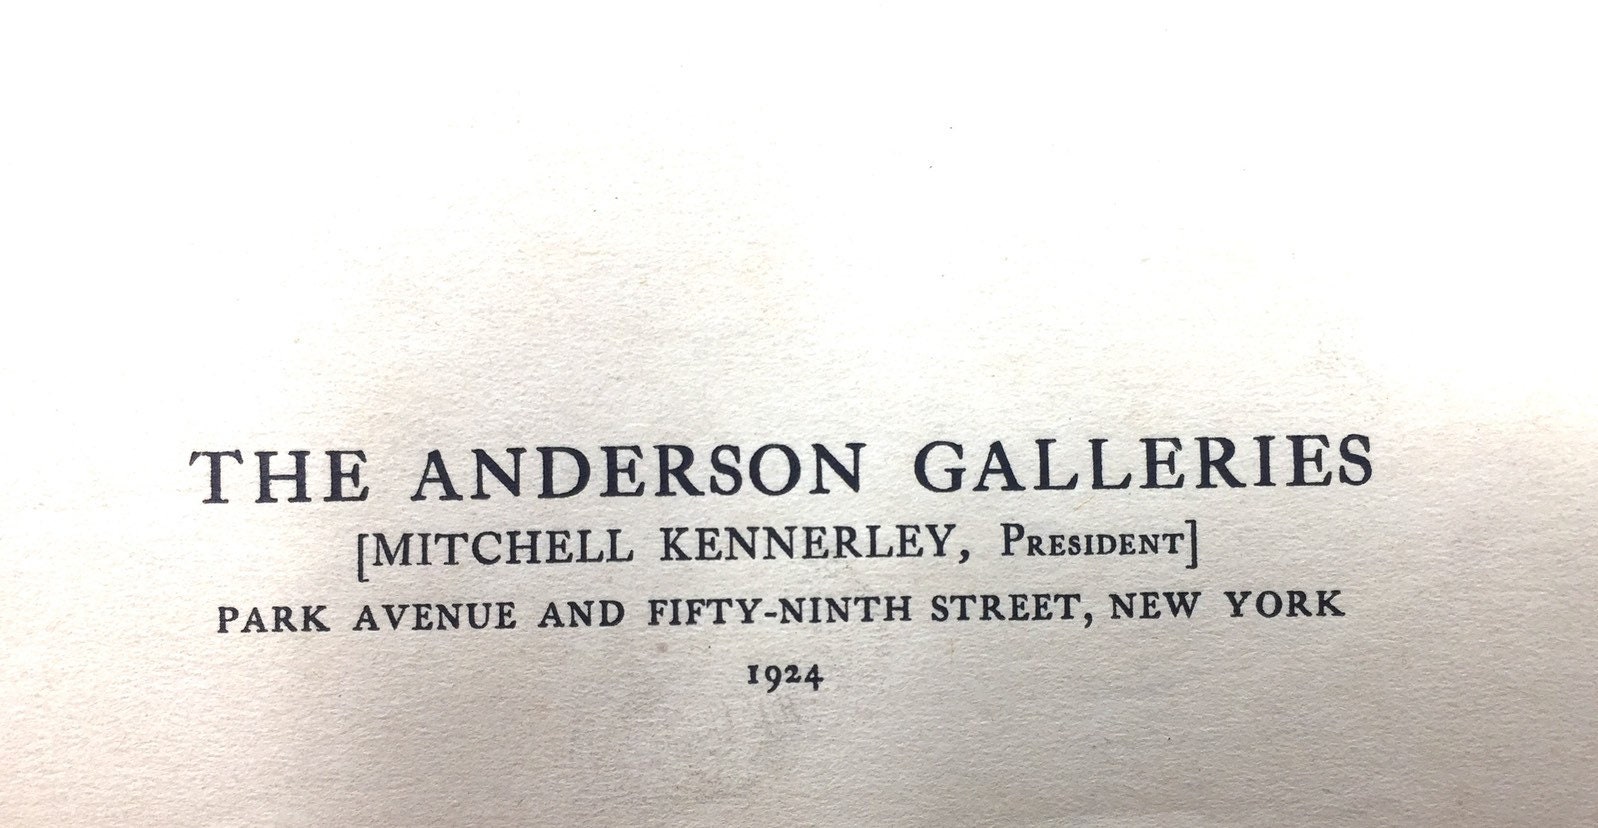 THE ANDERSON GALLERIES
[MITCHELL KENNERLEY, PRESIDENT]
PARK AVENUE AND FIFTY-NINTH STREET, NEW YORK
1924